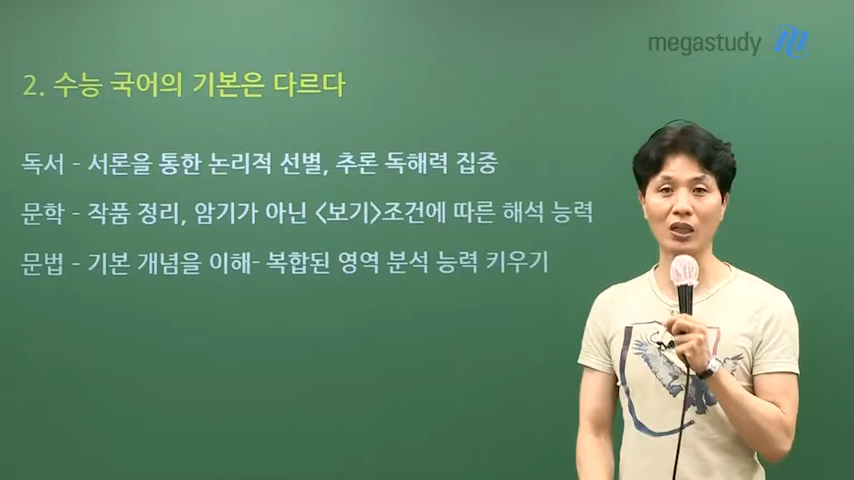 megastudy
2. 수능 국어의 기본은 다르다
독서 - 서론을 통한 논리적 선별, 추론 독해력 집중
문학 - 작품 정리, 암기가 아닌 <보기>조건에 따른 해석 능력
문법 - 기본 개념을 이해- 복합된 영역 분석 능력 키우기